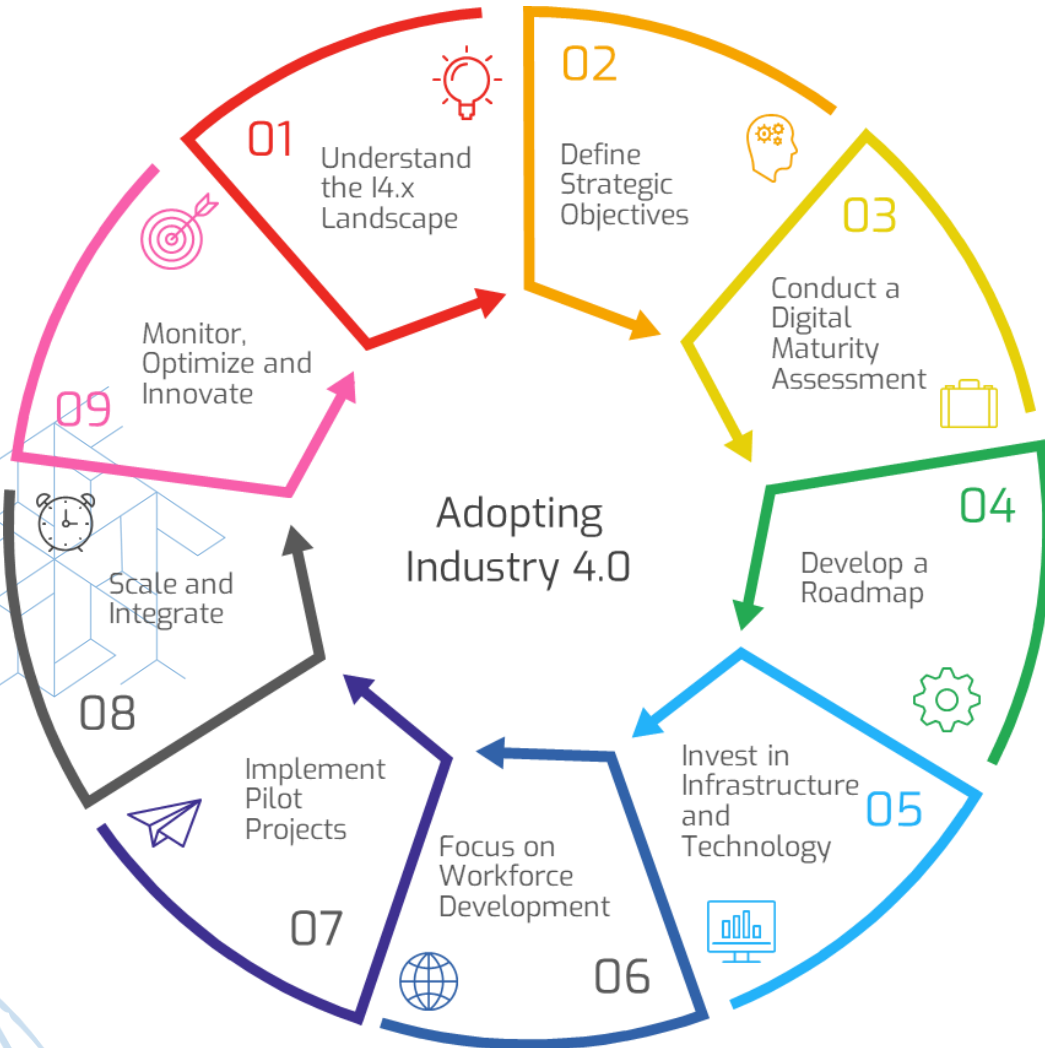 01
Understand
the I4.x
Landscape
02
Define
Strategic
Objectives
03
Conduct a
Digital
Maturity
Assessment
04
Develop a
Roadmap
Invest in
Infrastructure
and
Technology
05
Focus on
Workforce
Development
06
Implement
Pilot
Projects
07
Scale and
Integrate
08
Monitor,
Optimize and
Innovate
09
Adopting
Industry 4.0